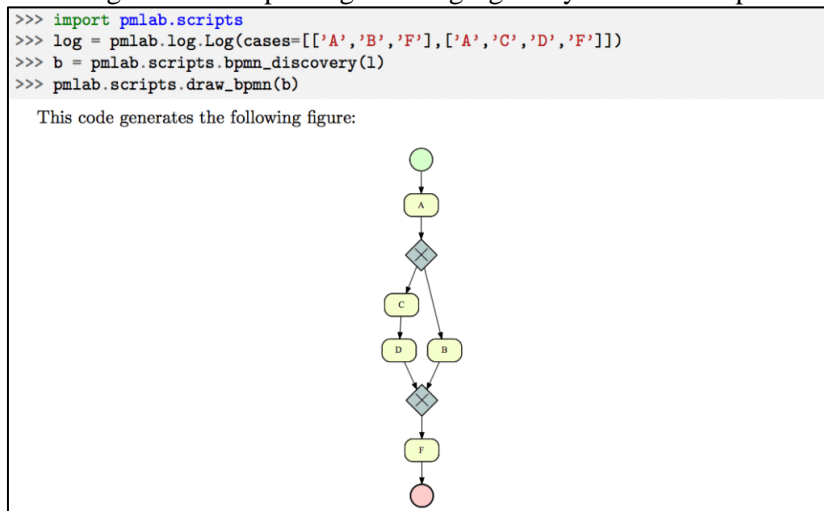 >>> import pmlab.scripts
>>> log = pmlab.log.Log(cases=[['A','B','F'],['A','C','D','F']])
>>> b = pmlab.scripts.bpmn_discovery(l)
>>> pmlab.scripts.draw_bpmn(b)
This code generates the following figure:
A
C
D B
F